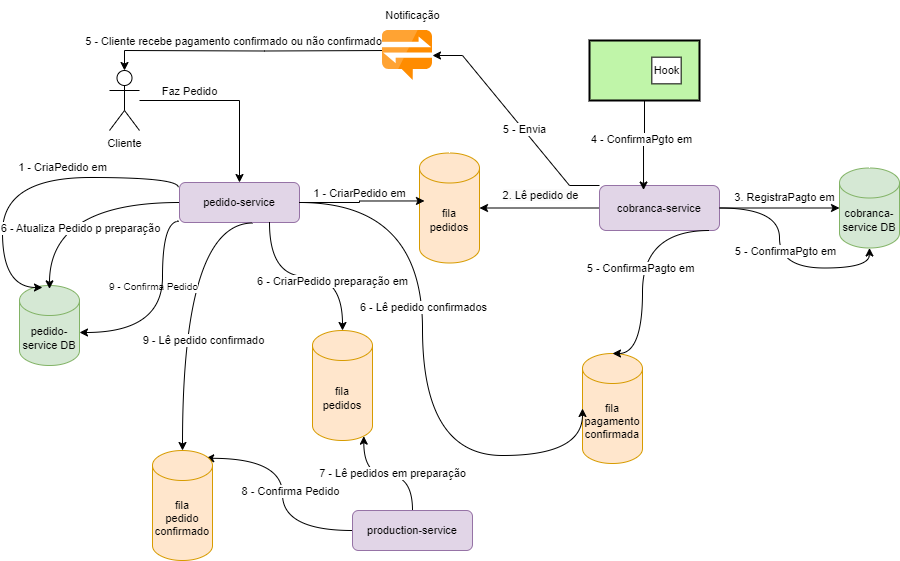 Notificação
5 - Cliente recebe pagamento confirmado ou não confirmado
Hook
Faz Pedido
5 - Envia
4 - ConfirmaPgto em
Cliente
1 - CriaPedido em
pedido-service
1 - CriarPedido em
fila
pedidos
2. Lê pedido de
cobranca-service
3. RegistraPagto em
cobranca-
service DB
6 - Atualiza Pedido p preparação
5 - ConfirmaPgto em
5 - ConfirmaPagto em
9 - Confirma Pedido
6 - CriarPedido preparação em
6 - Lê pedido confirmados
pedido-
service DB
9 - Lê pedido confirmado
fila
pedidos
fila
pagamento
confirmada
7 - Lê pedidos em preparação
8 - Confirma Pedido
fila
pedido
confirmado
production-service